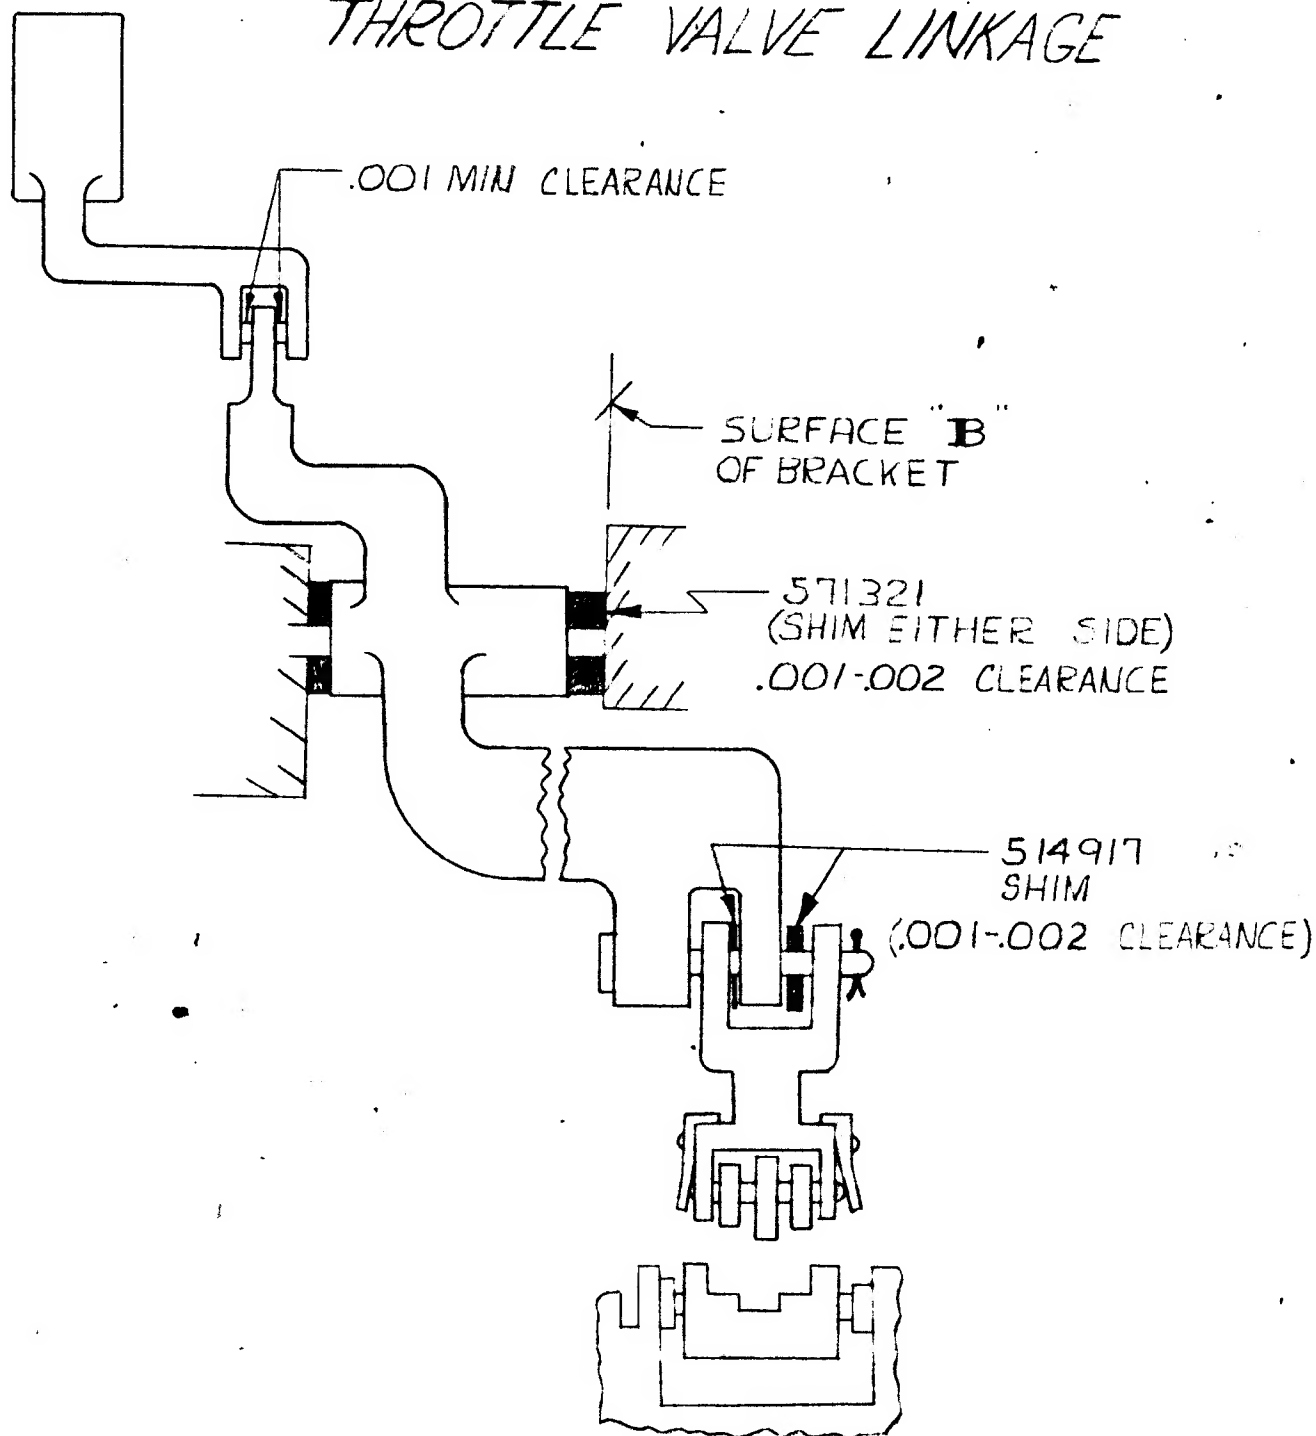 THROTTLE VALVE LINKAGE
.001 MIN CLEARANCE
SURFACE "B"
OF BRACKET
571321
(SHIM EITHER SIDE)
.001-.002 CLEARANCE
514917
SHIM
(.001-.002 CLEARANCE)